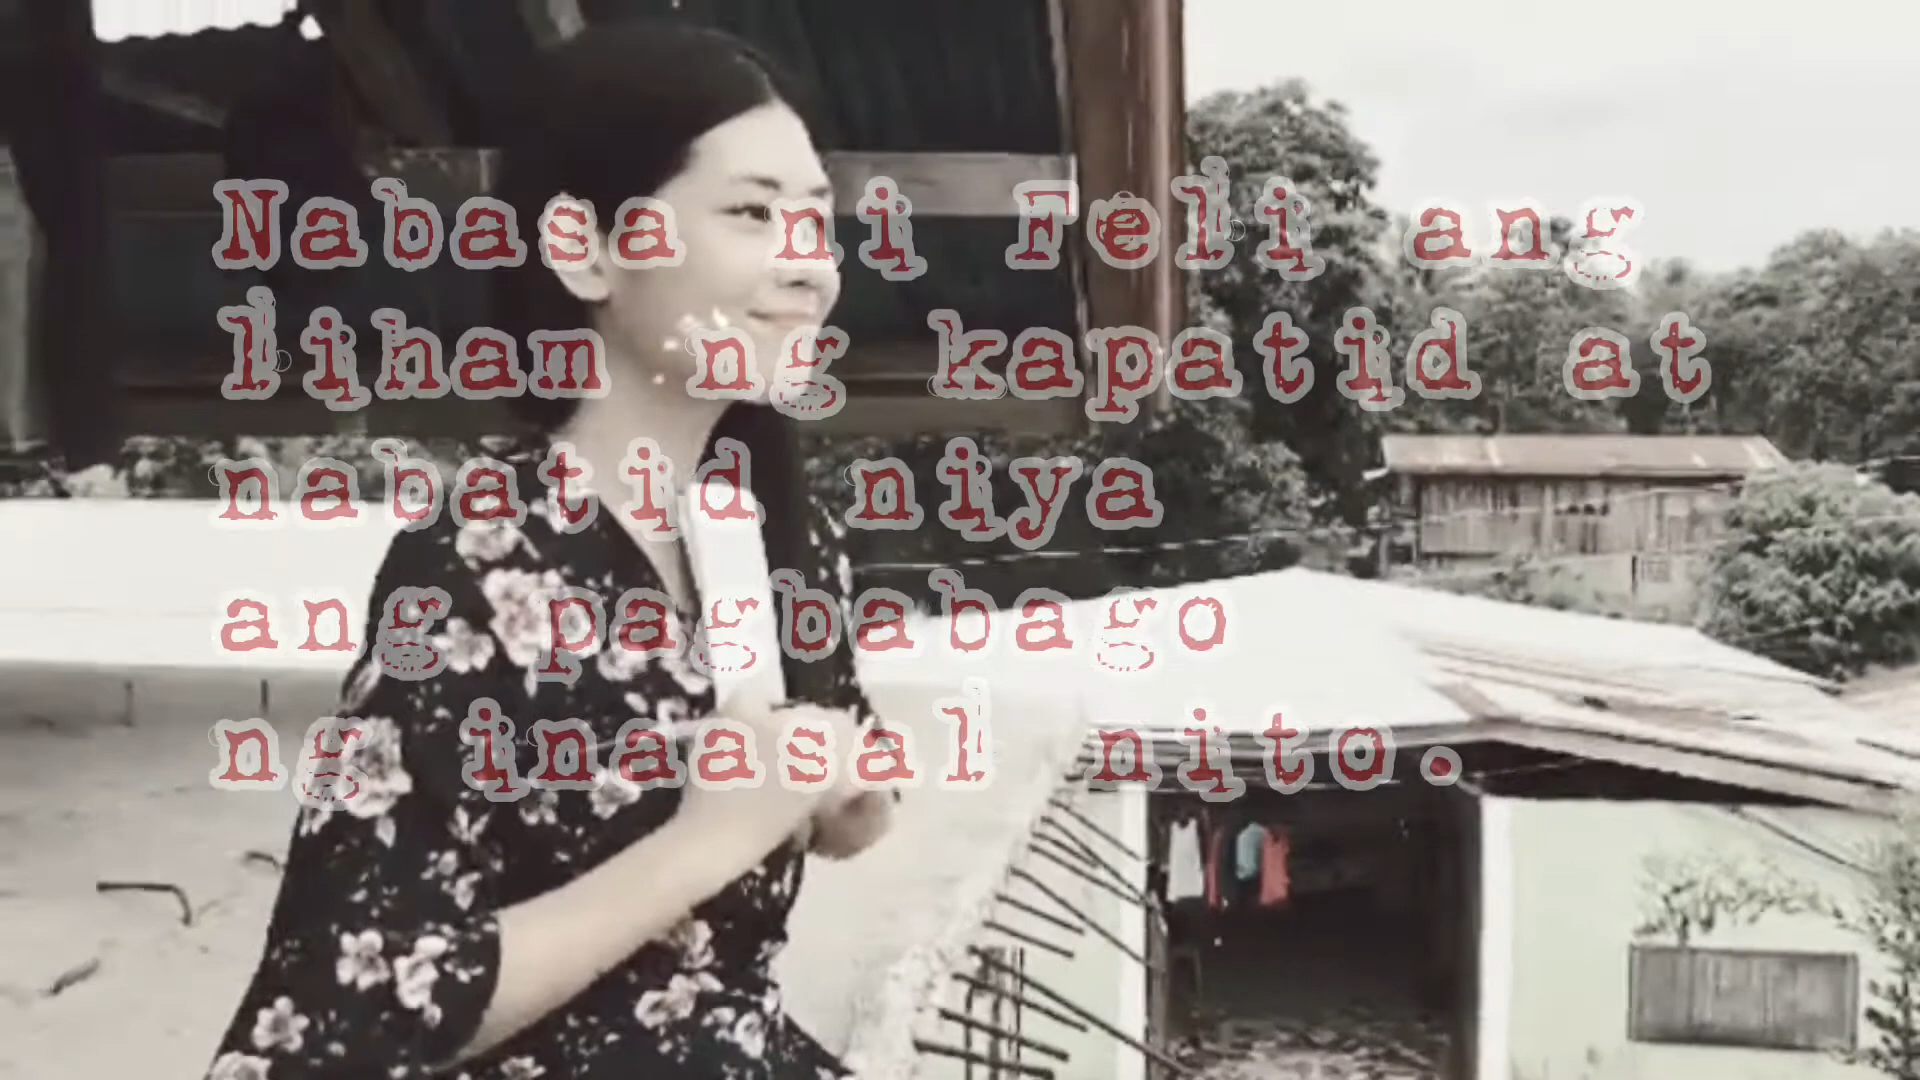 Nabasa ni Feli ang
liham ng kapatid at
nabatid niya
ang pagbabago
ng inaasal nito.